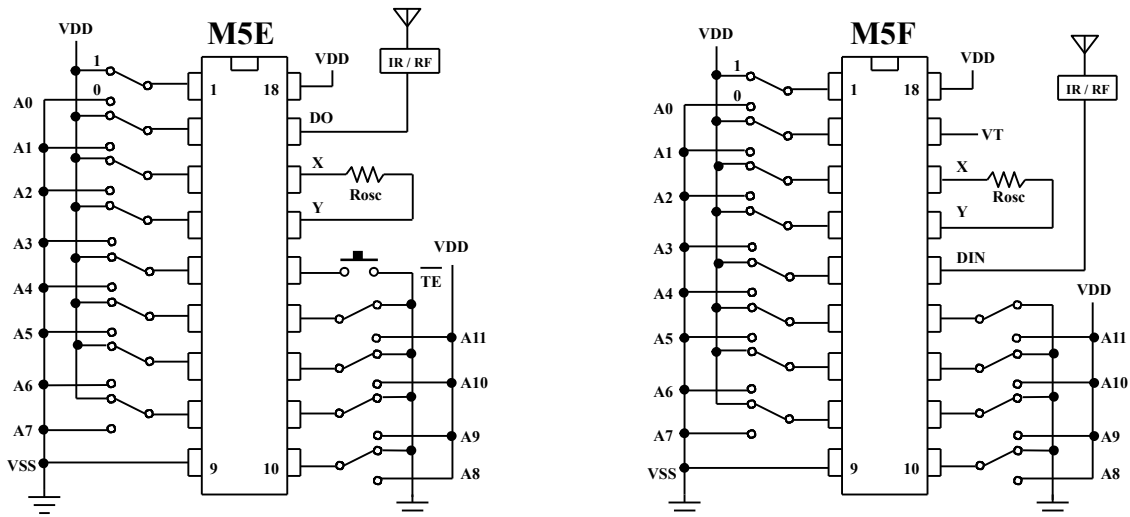 M5E
VDD
IR / RF
VDD
1
0
1
18
DO
A0
A1
X
Rosc
A2
Y
A3
VDD
TE
A4
A5
A11
A6
A10
A7
A9
VSS
9
10
A8
M5F
VDD
VDD
IR / RF
1
0
1
18
A0
VT
A1
X
Rosc
A2
Y
A3
DIN
A4
VDD
A5
A11
A6
A10
A7
A9
VSS
9
10
A8